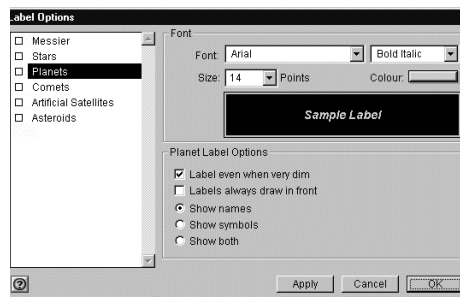 Label Options
Messier
Stars
Planets
Comets
Artificial Satellites
Asteroids
Font
Font: Arial Bold Italic
Size: 14 Points Colour:
Sample Label
Planet Label Options
Label even when very dim
Labels always draw in front
Show names
Show symbols
Show both
? Apply Cancel OK